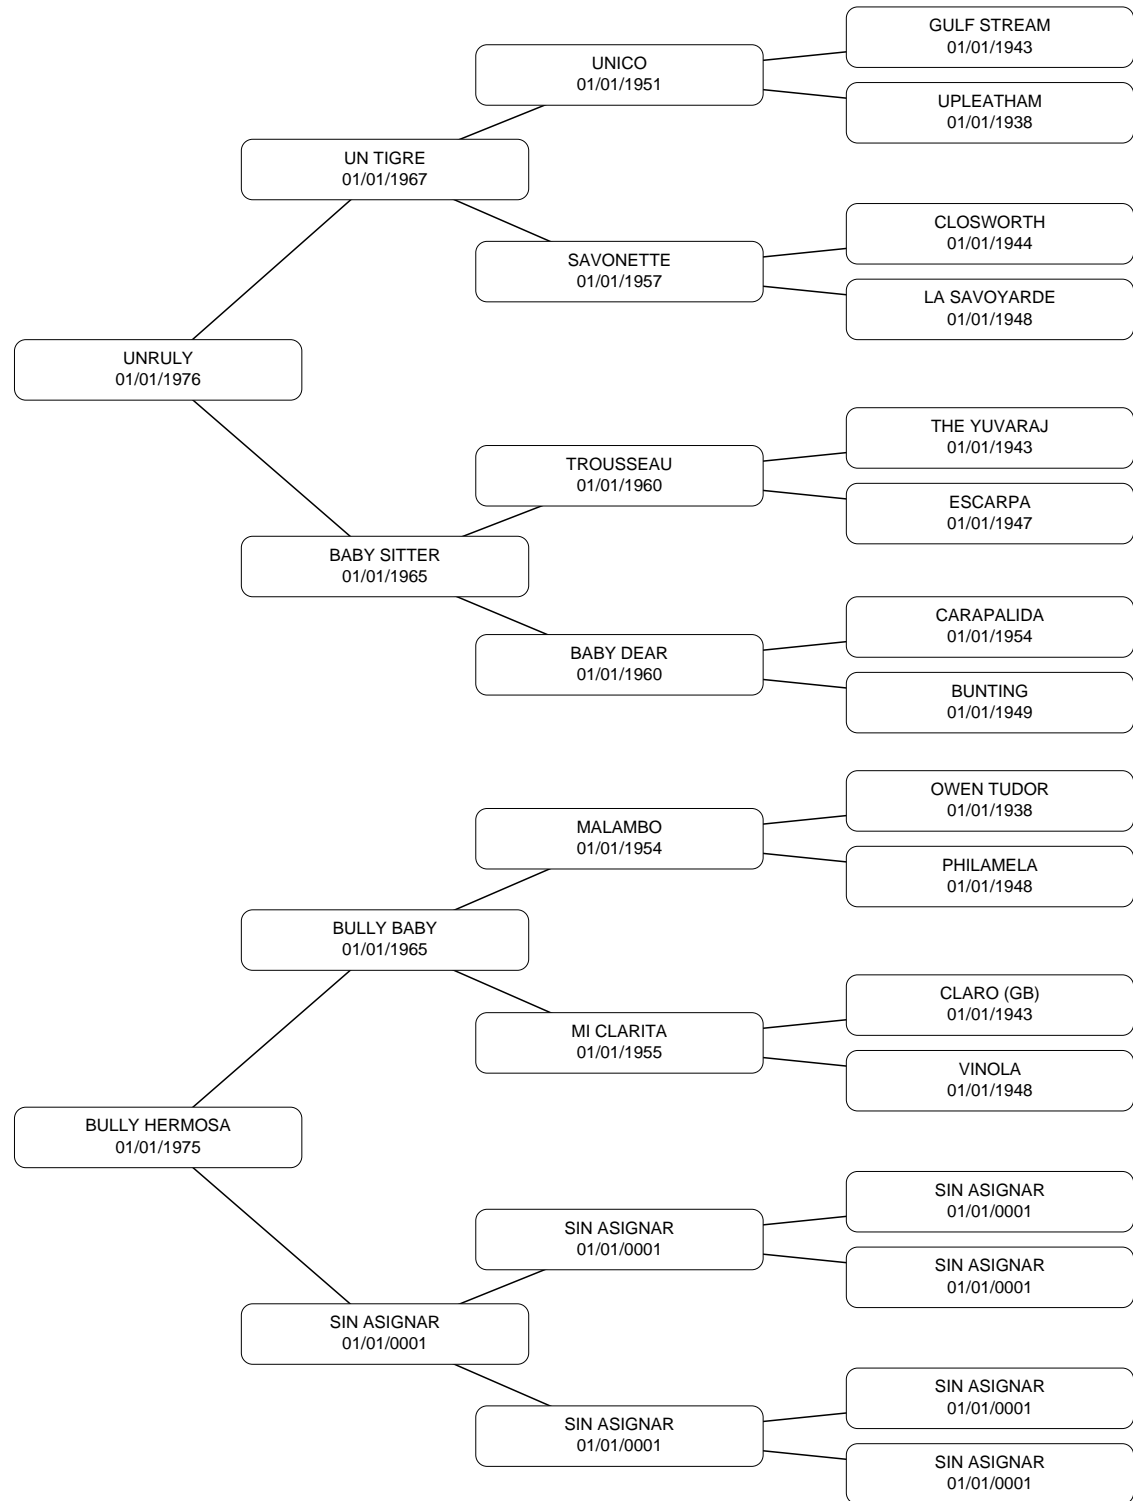 GULF STREAM
01/01/1943
UNICO
01/01/1951
UPLEATHAM
01/01/1938
UN TIGRE
01/01/1967
CLOSWORTH
01/01/1944
SAVONETTE
01/01/1957
LA SAVOYARDE
01/01/1948
UNRULY
01/01/1976
THE YUVARAJ
01/01/1943
TROUSSEAU
01/01/1960
ESCARPA
01/01/1947
BABY SITTER
01/01/1965
CARAPALIDA
01/01/1954
BABY DEAR
01/01/1960
BUNTING
01/01/1949
OWEN TUDOR
01/01/1938
MALAMBO
01/01/1954
PHILAMELA
01/01/1948
BULLY BABY
01/01/1965
CLARO (GB)
01/01/1943
MI CLARITA
01/01/1955
VINOLA
01/01/1948
BULLY HERMOSA
01/01/1975
SIN ASIGNAR
01/01/0001
SIN ASIGNAR
01/01/0001
SIN ASIGNAR
01/01/0001
SIN ASIGNAR
01/01/0001
SIN ASIGNAR
01/01/0001
SIN ASIGNAR
01/01/0001
SIN ASIGNAR
01/01/0001